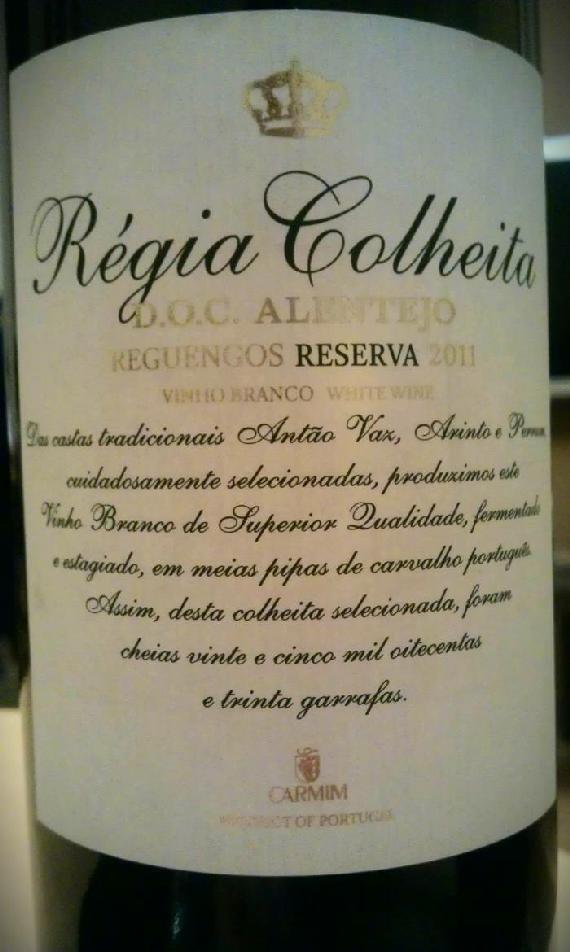 Régia Colheita
D.O.C. ALENTEJO
REGUENGOS RESERVA 2011
VINHO BRANCO WHITE WINE
Das castas tradicionais Antão Vaz, Arinto e Perrum,
cuidadosamente selecionadas, produzimos este
Vinho Branco de Superior Qualidade, fermentado
e estagiado, em meias pipas de carvalho português.
Assim, desta colheita selecionada, foram
cheias vinte e cinco mil oitecentas
e trinta garrafas.
CARMIM
PRODUCT OF PORTUGAL